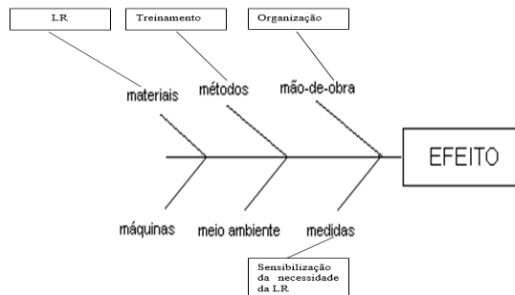 LR
Treinamento
Organização
materiais
métodos
mão-de-obra
EFEITO
máquinas
meio ambiente
medidas
Sensibilização
da necessidade
da LR